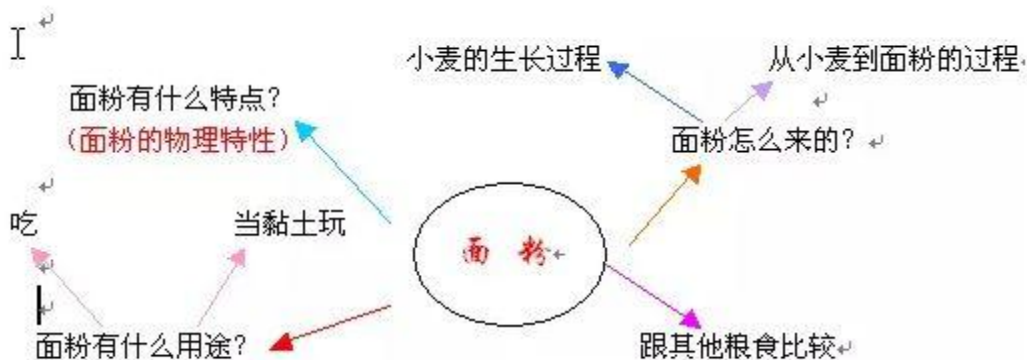 小麦的生长过程
从小麦到面粉的过程
面粉有什么特点?
(面粉的物理特性)
面粉怎么来的?
吃
当黏土玩
面 粉
面粉有什么用途?
跟其他粮食比较